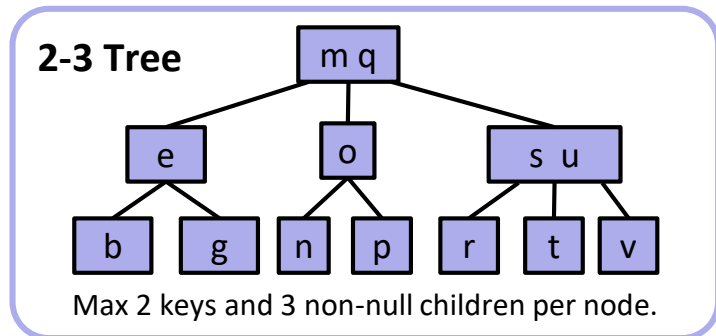 2-3 Tree
m q
e
o
s u
b
g
n
p
r
t
v
Max 2 keys and 3 non-null children per node.